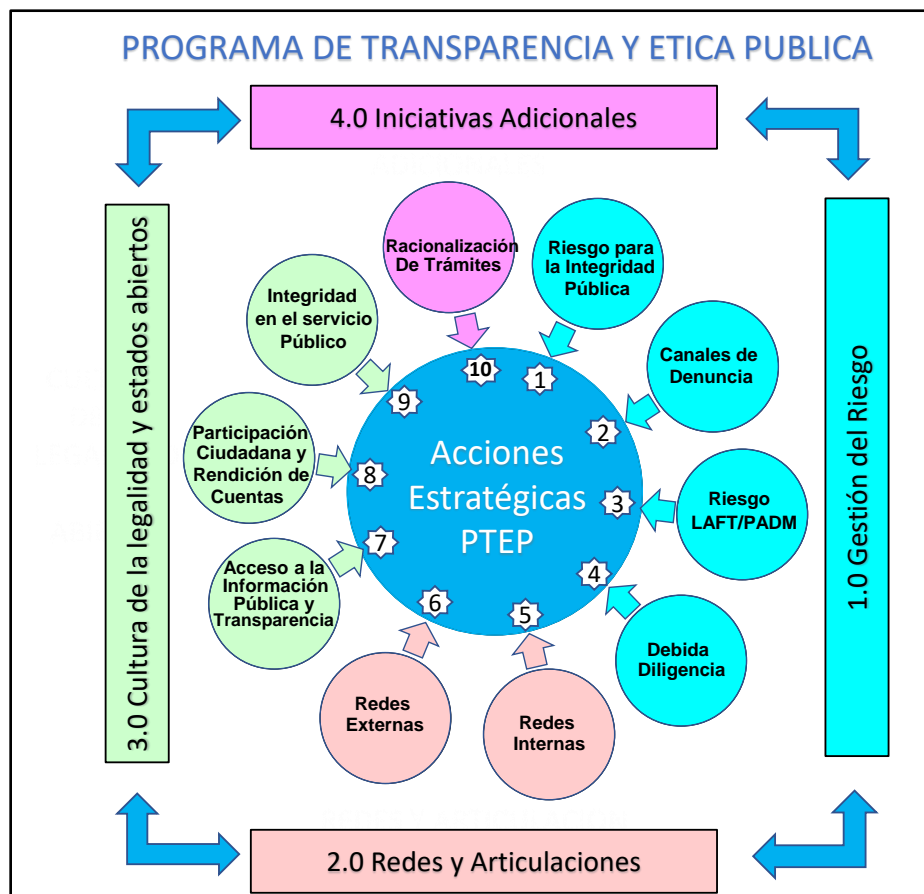 PROGRAMA DE TRANSPARENCIA Y ETICA PUBLICA
4.0 Iniciativas Adicionales
3.0 Cultura de la legalidad y estados abiertos
1.0 Gestión del Riesgo
2.0 Redes y Articulaciones
Acciones
Estratégicas
PTEP
1
Riesgo para
la Integridad
Pública
2
Canales de
Denuncia
3
Riesgo
LAFT/PADM
4
Debida
Diligencia
5
Redes
Internas
6
Redes
Externas
7
Acceso a la
Información
Pública y
Transparencia
8
Participación
Ciudadana y
Rendición de
Cuentas
9
Integridad
en el servicio
Público
10
Racionalización
De Trámites